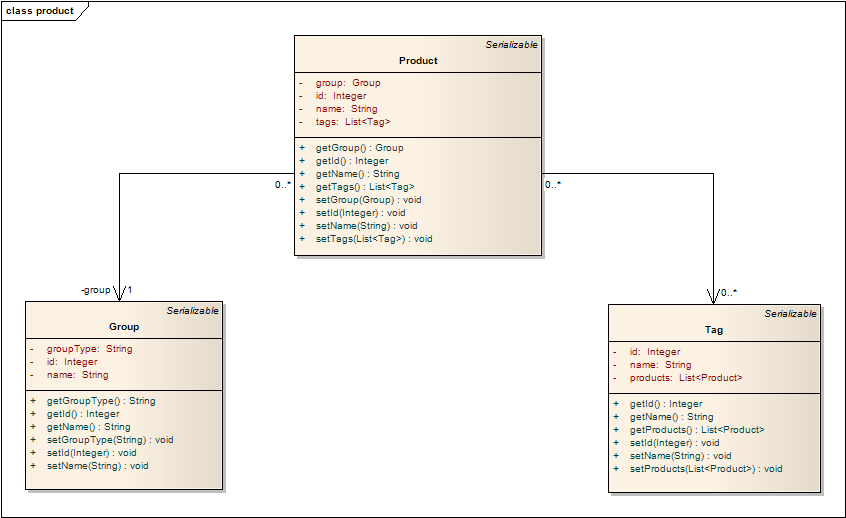 class product
Serializable
Product
- group: Group
- id: Integer
- name: String
- tags: List<Tag>
+ getGroup() : Group
+ getId() : Integer
+ getName() : String
+ getTags() : List<Tag>
+ setGroup(Group) : void
+ setId(Integer) : void
+ setName(String) : void
+ setTags(List<Tag>) : void
0..*
0..*
-group 1
0..*
Serializable
Group
- groupType: String
- id: Integer
- name: String
+ getGroupType() : String
+ getId() : Integer
+ getName() : String
+ setGroupType(String) : void
+ setId(Integer) : void
+ setName(String) : void
Serializable
Tag
- id: Integer
- name: String
- products: List<Product>
+ getId() : Integer
+ getName() : String
+ getProducts() : List<Product>
+ setId(Integer) : void
+ setName(String) : void
+ setProducts(List<Product>) : void